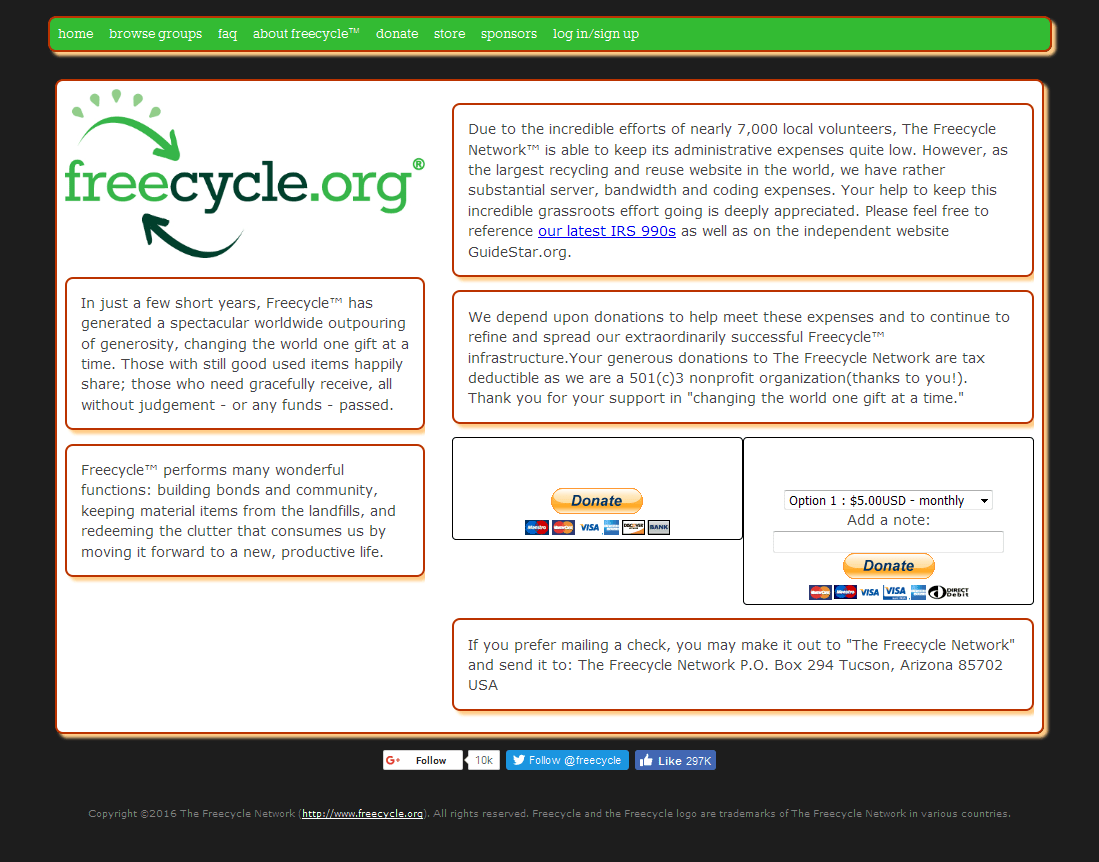 home browse groups faq about freecycle™ donate store sponsors log in/sign up
freecycle.org®
In just a few short years, Freecycle™ has
generated a spectacular worldwide outpouring
of generosity, changing the world one gift at a
time. Those with still good used items happily
share; those who need gracefully receive, all
without judgement - or any funds - passed.
Freecycle™ performs many wonderful
functions: building bonds and community,
keeping material items from the landfills, and
redeeming the clutter that consumes us by
moving it forward to a new, productive life.
Due to the incredible efforts of nearly 7,000 local volunteers, The Freecycle
Network™ is able to keep its administrative expenses quite low. However, as
the largest recycling and reuse website in the world, we have rather
substantial server, bandwidth and coding expenses. Your help to keep this
incredible grassroots effort going is deeply appreciated. Please feel free to
reference our latest IRS 990s as well as on the independent website
GuideStar.org.
We depend upon donations to help meet these expenses and to continue to
refine and spread our extraordinarily successful Freecycle™
infrastructure.Your generous donations to The Freecycle Network are tax
deductible as we are a 501(c)3 nonprofit organization(thanks to you!).
Thank you for your support in "changing the world one gift at a time."
Donate
Maestro MasterCard VISA DISCOVER BANK
Option 1 : $5.00USD - monthly
Add a note:
Donate
MasterCard Maestro VISA VISA DIRECT Debit
If you prefer mailing a check, you may make it out to "The Freecycle Network"
and send it to: The Freecycle Network P.O. Box 294 Tucson, Arizona 85702
USA
G+ Follow 10k Follow @freecycle Like 297K
Copyright ©2016 The Freecycle Network (http://www.freecycle.org). All rights reserved. Freecycle and the Freecycle logo are trademarks of The Freecycle Network in various countries.